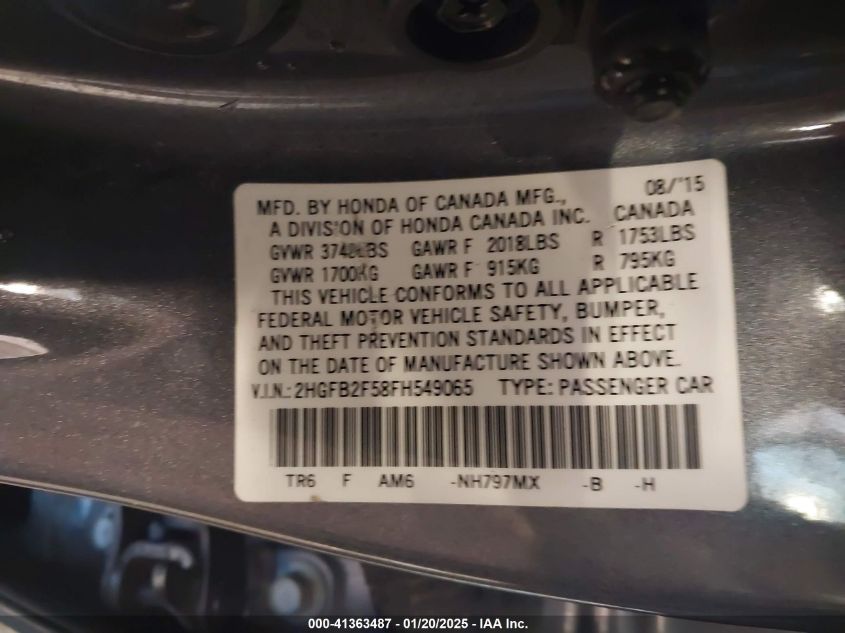 MFD. BY HONDA OF CANADA MFG., 08/'15
A DIVISION OF HONDA CANADA INC. CANADA
GVWR 3748LBS GAWR F 2018LBS R 1753LBS
GVWR 1700KG GAWR F 915KG R 795KG
THIS VEHICLE CONFORMS TO ALL APPLICABLE
FEDERAL MOTOR VEHICLE SAFETY, BUMPER,
AND THEFT PREVENTION STANDARDS IN EFFECT
ON THE DATE OF MANUFACTURE SHOWN ABOVE.
V.I.N.: 2HGFB2F58FH549065 TYPE: PASSENGER CAR
TR6 F AM6 -NH797MX -B -H
000-41363487 - 01/20/2025 - IAA Inc.